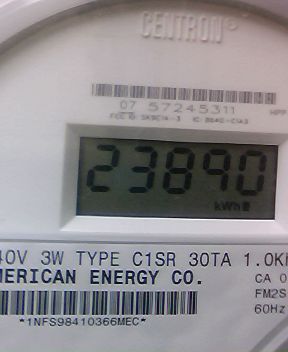 CENTRON®
07 57245311
23890
kWh
40V 3W TYPE C1SR 30TA 1.0K
MERICAN ENERGY CO.
CA 0
FM2S
60Hz
*1NFS98410366MEC*